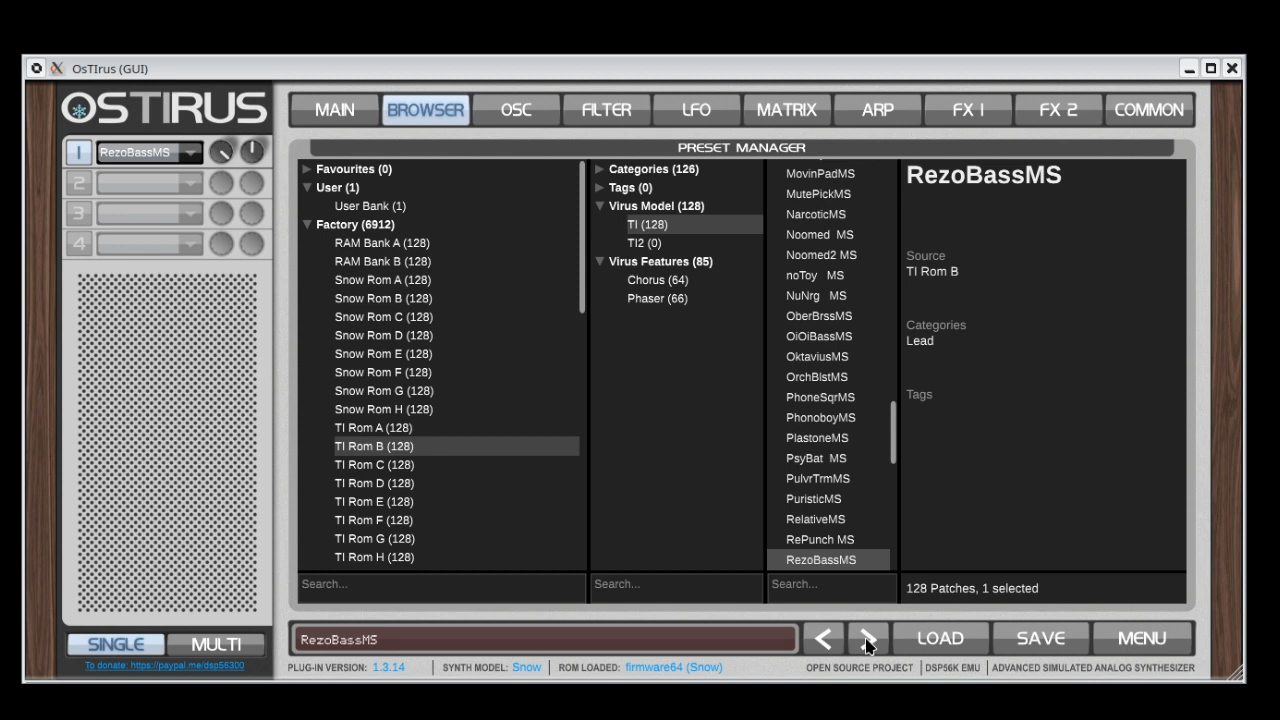 OsTIrus (GUI)
OSTIRUS
MAIN
BROWSER
OSC
FILTER
LFO
MATRIX
ARP
FX 1
FX 2
COMMON
1
RezoBassMS
2
3
4
PRESET MANAGER
Favourites (0)
User (1)
User Bank (1)
Factory (6912)
RAM Bank A (128)
RAM Bank B (128)
Snow Rom A (128)
Snow Rom B (128)
Snow Rom C (128)
Snow Rom D (128)
Snow Rom E (128)
Snow Rom F (128)
Snow Rom G (128)
Snow Rom H (128)
TI Rom A (128)
TI Rom B (128)
TI Rom C (128)
TI Rom D (128)
TI Rom E (128)
TI Rom F (128)
TI Rom G (128)
TI Rom H (128)
Search...
Categories (126)
Tags (0)
Virus Model (128)
TI (128)
TI2 (0)
Virus Features (85)
Chorus (64)
Phaser (66)
Search...
MovinPadMS
MutePickMS
NarcoticMS
Noomed MS
Noomed2 MS
noToy MS
NuNrg MS
OberBrssMS
OiOiBassMS
OktaviusMS
OrchBlstMS
PhoneSqrMS
PhonoboyMS
PlastoneMS
PsyBat MS
PulvrTrmMS
PuristicMS
RelativeMS
RePunch MS
RezoBassMS
Search...
RezoBassMS
Source
TI Rom B
Categories
Lead
Tags
128 Patches, 1 selected
SINGLE
MULTI
To donate: https://paypal.me/dsp56300
RezoBassMS
<
>
LOAD
SAVE
MENU
PLUG-IN VERSION: 1.3.14
SYNTH MODEL: Snow
ROM LOADED: firmware64 (Snow)
OPEN SOURCE PROJECT
DSP56K EMU
ADVANCED SIMULATED ANALOG SYNTHESIZER